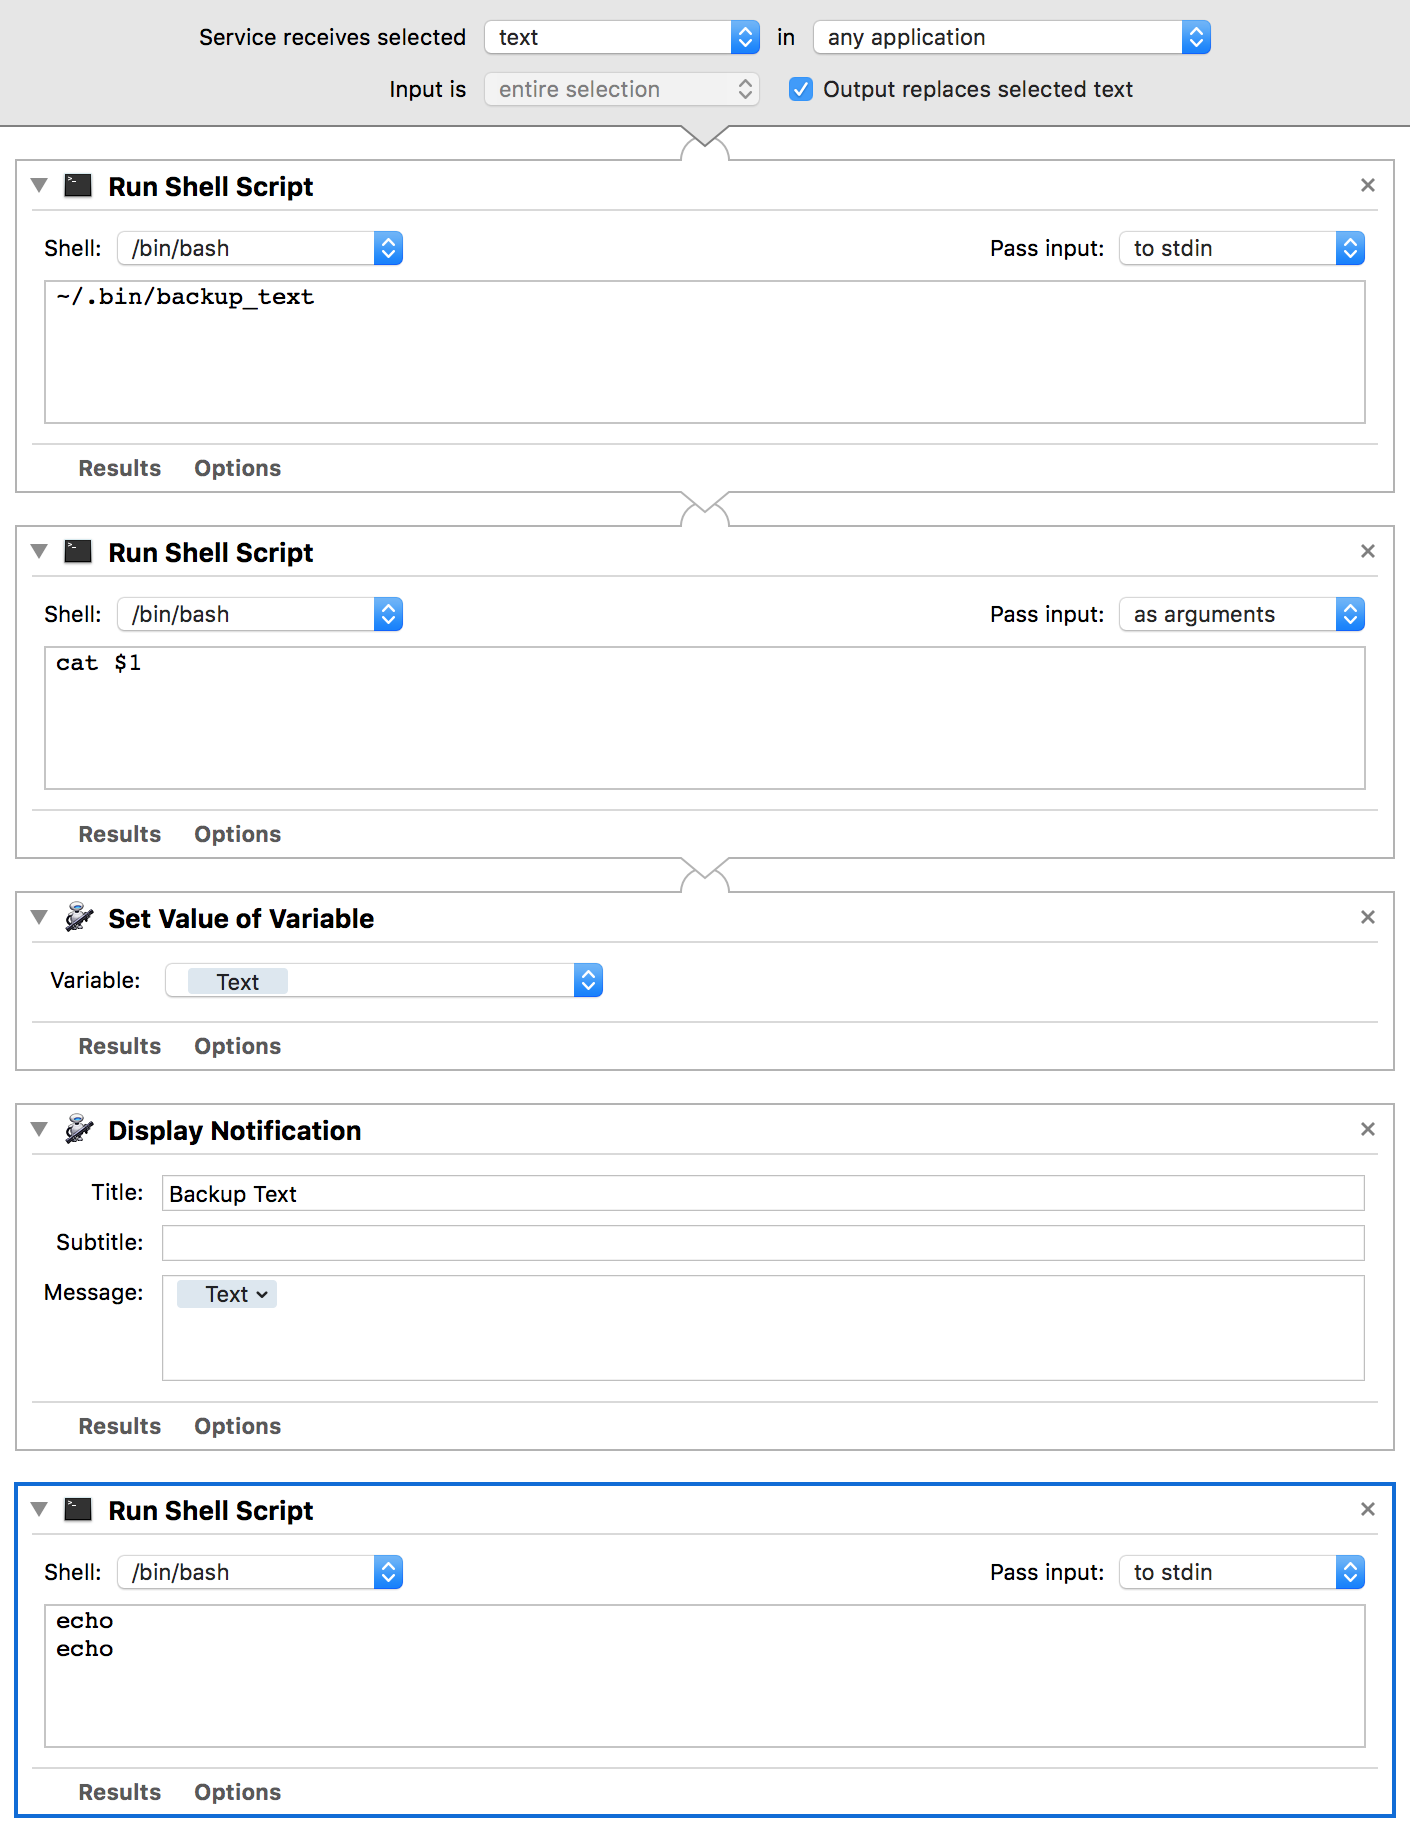 Service receives selected text in any application
Input is entire selection Output replaces selected text
Run Shell Script
Shell: /bin/bash Pass input: to stdin
~/.bin/backup_text
Results Options
Run Shell Script
Shell: /bin/bash Pass input: as arguments
cat $1
Results Options
Set Value of Variable
Variable: Text
Results Options
Display Notification
Title: Backup Text
Subtitle:
Message: Text
Results Options
Run Shell Script
Shell: /bin/bash Pass input: to stdin
echo
echo
Results Options